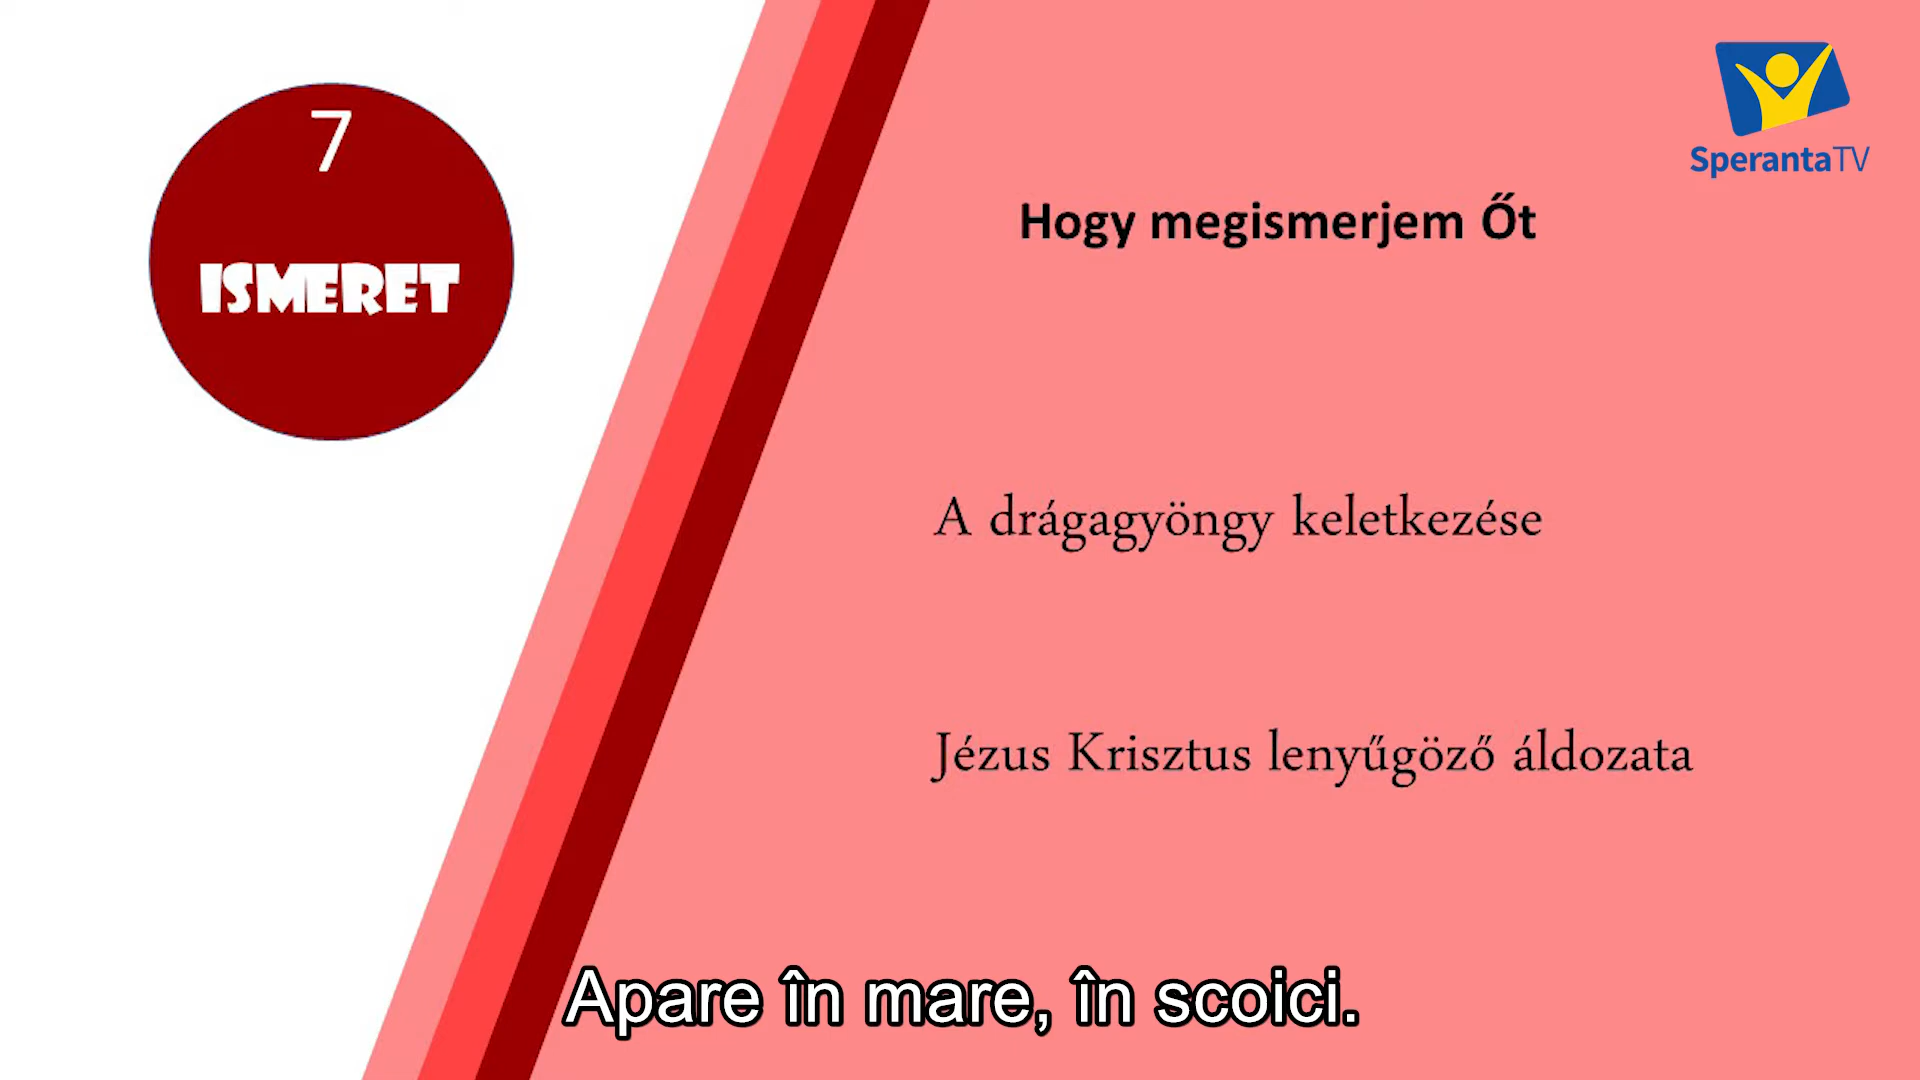 7
ISMERET
SperantaTV
Hogy megismerjem Őt
A drágagyöngy keletkezése
Jézus Krisztus lenyűgöző áldozata
Apare în mare, în scoici.